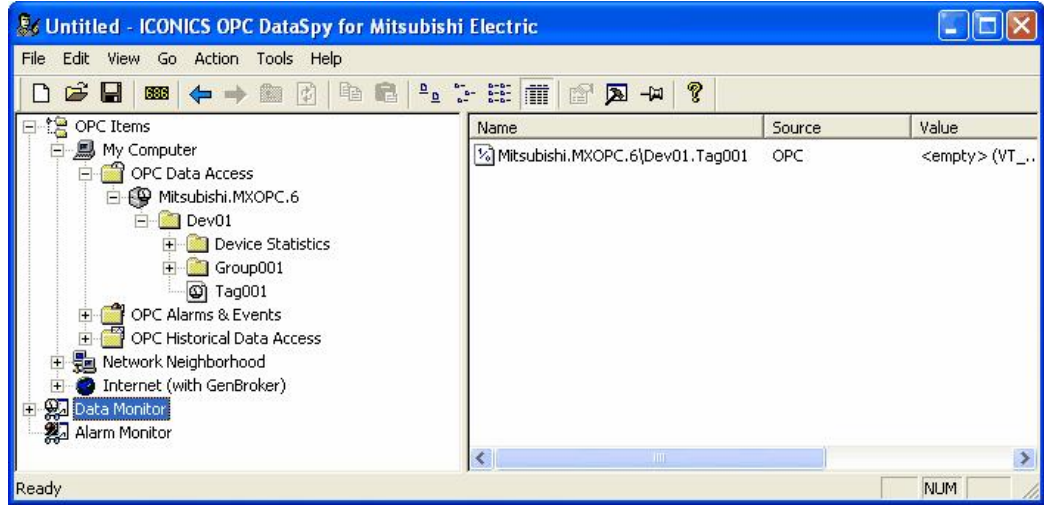 Untitled - ICONICS OPC DataSpy for Mitsubishi Electric
File Edit View Go Action Tools Help
686
OPC Items
My Computer
OPC Data Access
Mitsubishi.MXOPC.6
Dev01
Device Statistics
Group001
Tag001
OPC Alarms & Events
OPC Historical Data Access
Network Neighborhood
Internet (with GenBroker)
Data Monitor
Alarm Monitor
Name Source Value
Mitsubishi.MXOPC.6\Dev01.Tag001 OPC <empty> (VT_..
Ready NUM